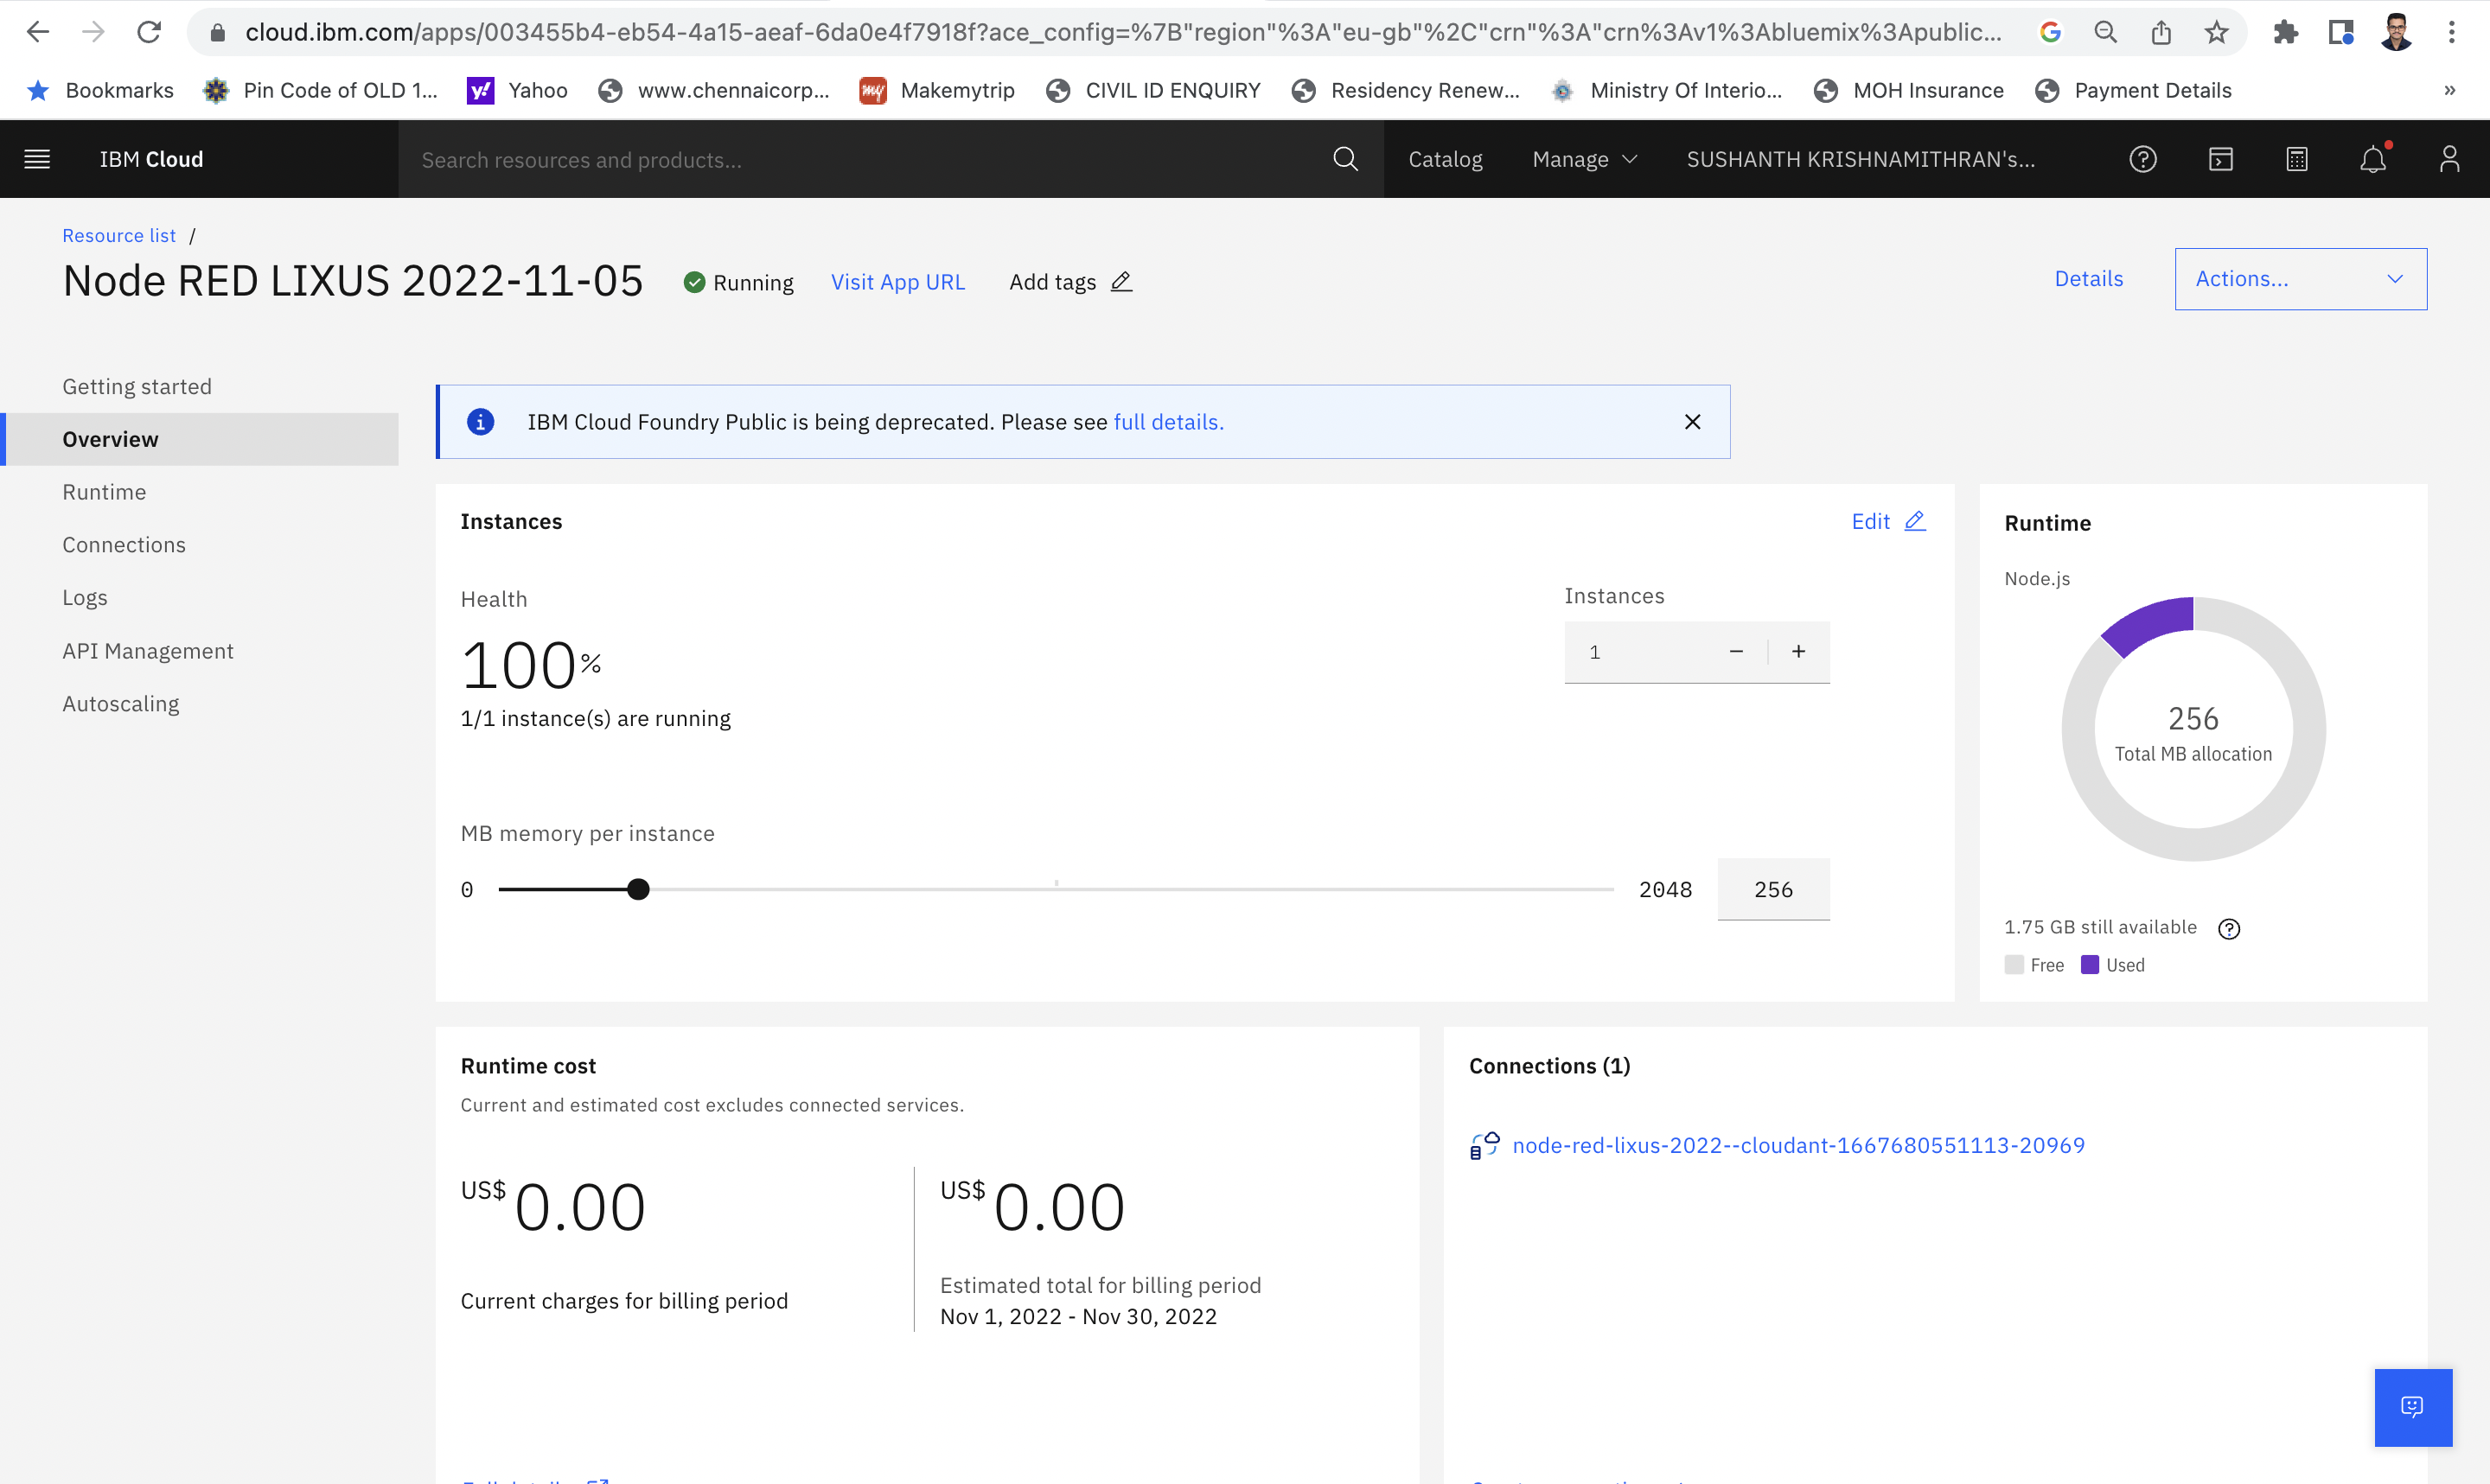 cloud.ibm.com/apps/003455b4-eb54-4a15-aeaf-6da0e4f7918f?ace_config=%7B"region"%3A"eu-gb"%2C"crn"%3A"crn%3Av1%3Abluemix%3Apublic...
Bookmarks
Pin Code of OLD 1...
Yahoo
www.chennaicorp...
my Makemytrip
CIVIL ID ENQUIRY
Residency Renew...
Ministry Of Interio...
MOH Insurance
Payment Details
»
IBM Cloud
Search resources and products...
Catalog
Manage
SUSHANTH KRISHNAMITHRAN's...
Resource list /
Node RED LIXUS 2022-11-05
Running
Visit App URL
Add tags
Details
Actions...
Getting started
Overview
Runtime
Connections
Logs
API Management
Autoscaling
IBM Cloud Foundry Public is being deprecated. Please see full details.
Instances
Edit
Health
100%
1/1 instance(s) are running
Instances
1 − +
MB memory per instance
0
2048
256
Runtime
Node.js
256
Total MB allocation
1.75 GB still available
Free Used
Runtime cost
Current and estimated cost excludes connected services.
US$ 0.00
Current charges for billing period
US$ 0.00
Estimated total for billing period
Nov 1, 2022 - Nov 30, 2022
Connections (1)
node-red-lixus-2022--cloudant-1667680551113-20969